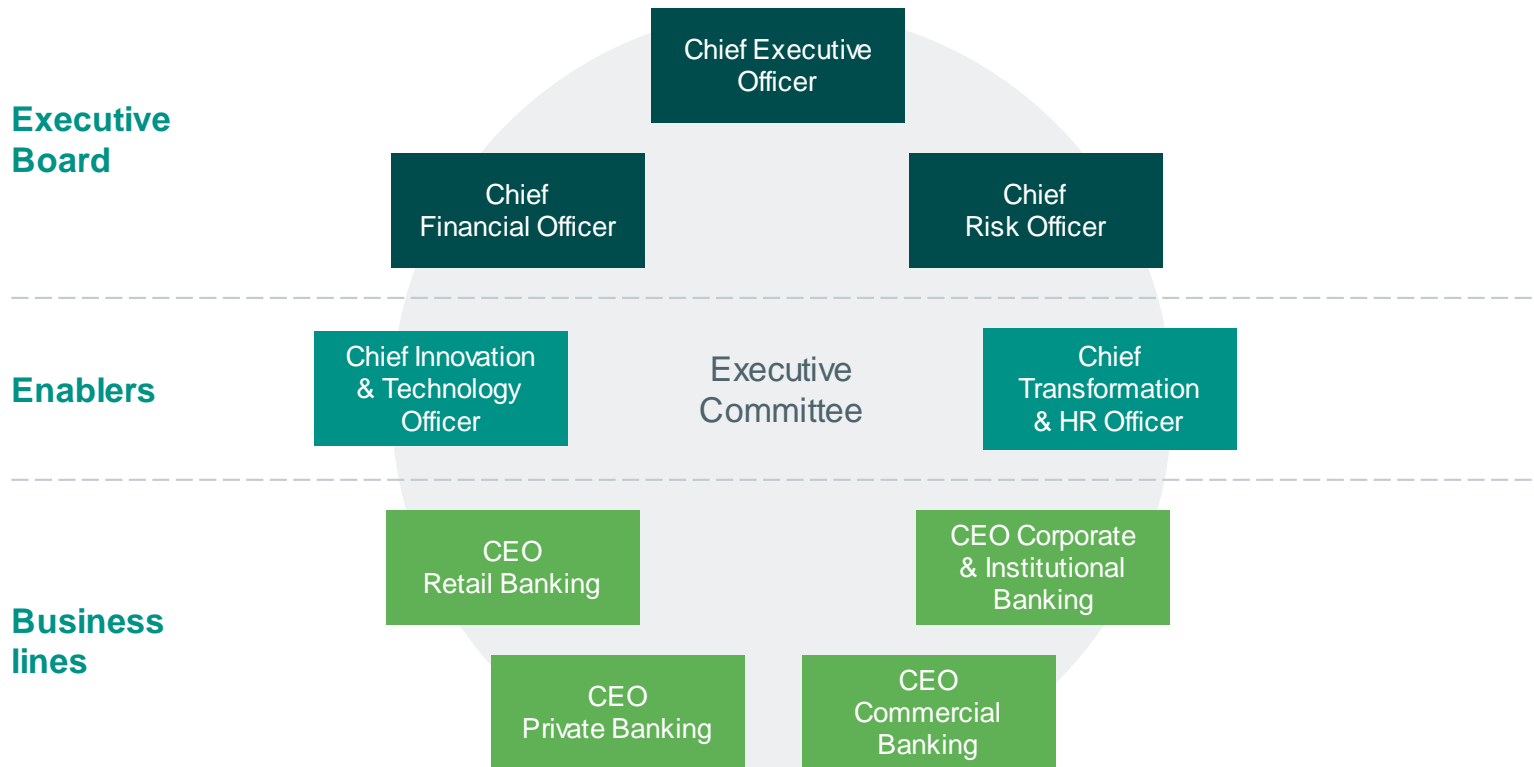 Chief Executive
Officer
Executive
Board
Chief
Financial Officer
Chief
Risk Officer
Enablers
Chief Innovation
& Technology
Officer
Executive
Committee
Chief
Transformation
& HR Officer
Business
lines
CEO
Retail Banking
CEO Corporate
& Institutional
Banking
CEO
Private Banking
CEO
Commercial
Banking